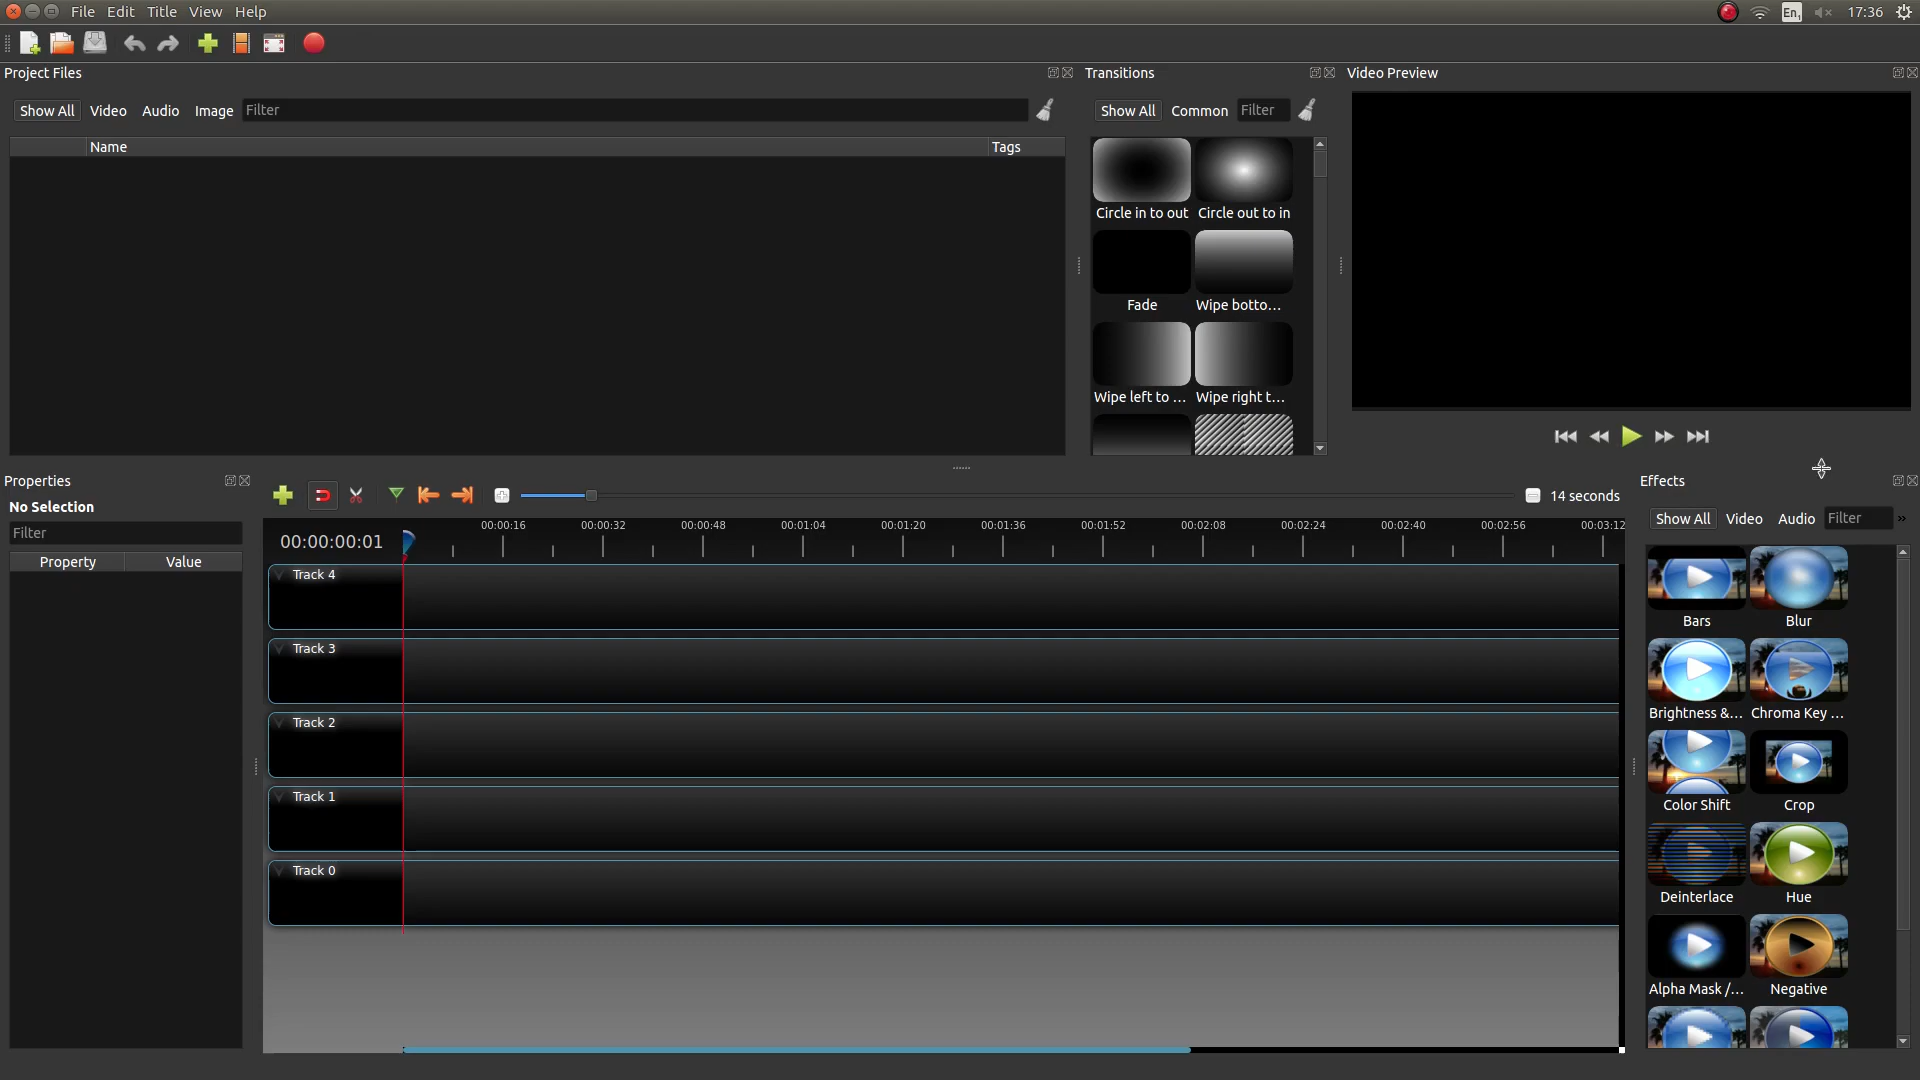 File Edit Title View Help
En1 17:36
Project Files
Transitions
Video Preview
Show All Video Audio Image Filter
Show All Common Filter
Name Tags
Circle in to out Circle out to in
Fade Wipe botto...
Wipe left to ... Wipe right t...
Properties
No Selection
Filter
Property Value
14 seconds
00:00:00:01
00:00:16 00:00:32 00:00:48 00:01:04 00:01:20 00:01:36 00:01:52 00:02:08 00:02:24 00:02:40 00:02:56 00:03:12
Track 4
Track 3
Track 2
Track 1
Track 0
Effects
Show All Video Audio Filter »
Bars Blur
Brightness &... Chroma Key ...
Color Shift Crop
Deinterlace Hue
Alpha Mask /... Negative